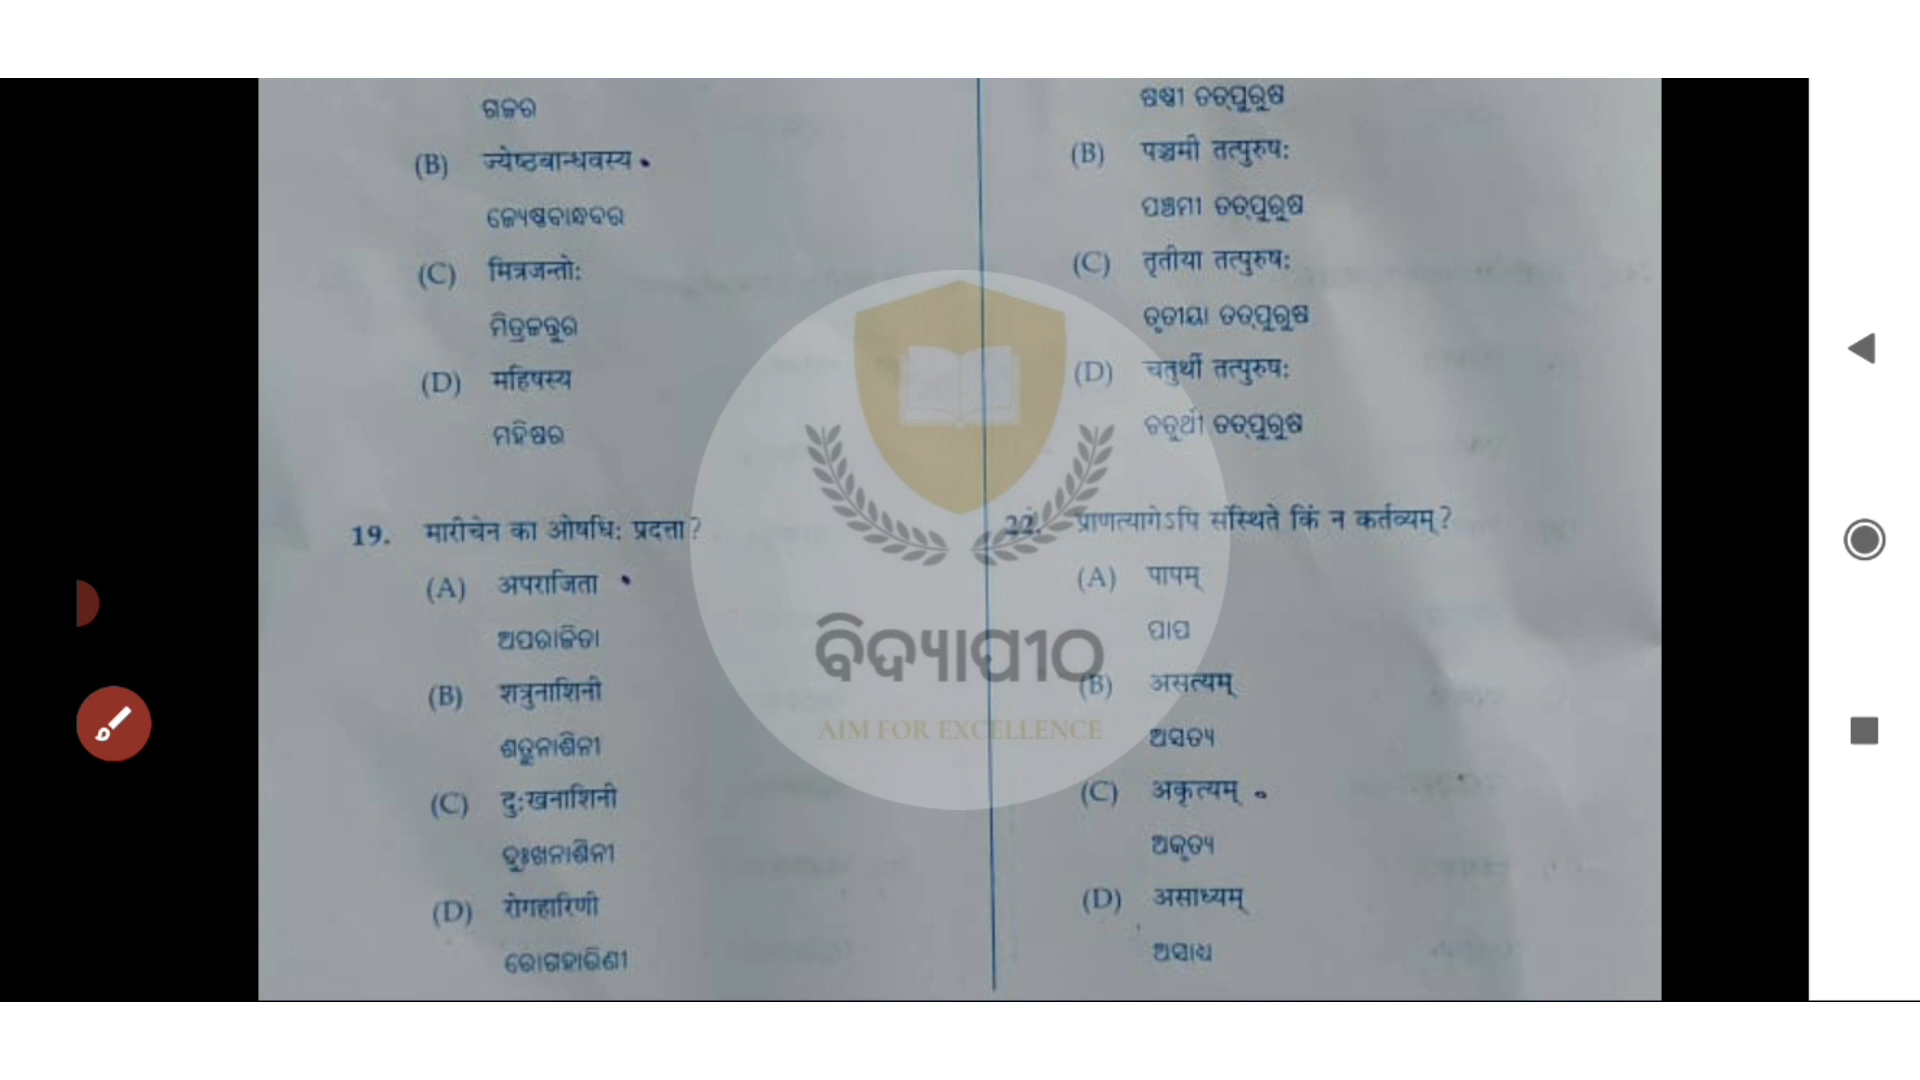 ଗଜର
(B) ज्येष्ठबान्धवस्य
ଜ୍ୟେଷ୍ଠବାନ୍ଧବର
(C) मित्रजन्तो:
ମିତ୍ରଜନ୍ତୁର
(D) महिषस्य
ମହିଷର
19. मारीचेन का ओषधि: प्रदत्ता?
(A) अपराजिता
ଅପରାଜିତା
(B) शत्रुनाशिनी
ଶତ୍ରୁନାଶିନୀ
(C) दु:खनाशिनी
ଦୁଃଖନାଶିନୀ
(D) रोगहारिणी
ରୋଗହାରିଣୀ
ଷଷ୍ଠୀ ତତ୍‌ପୁରୁଷ
(B) पञ्चमी तत्पुरुष:
ପଞ୍ଚମୀ ତତ୍‌ପୁରୁଷ
(C) तृतीया तत्पुरुष:
ତୃତୀୟା ତତ୍‌ପୁରୁଷ
(D) चतुर्थी तत्पुरुष:
ଚତୁର୍ଥୀ ତତ୍‌ପୁରୁଷ
22. प्राणत्यागेऽपि संस्थिते किं न कर्तव्यम्?
(A) पापम्
ପାପ
(B) असत्यम्
ଅସତ୍ୟ
(C) अकृत्यम्
ଅକୃତ୍ୟ
(D) असाध्यम्
ଅସାଧ୍ୟ
ବିଦ୍ୟାପୀଠ
AIM FOR EXCELLENCE